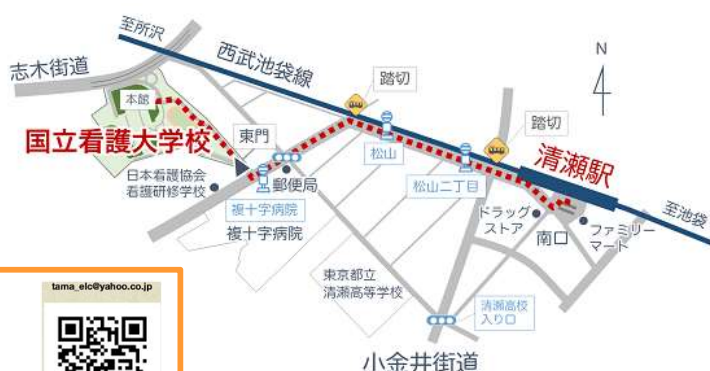 至所沢
志木街道
西武池袋線
N
踏切
本館
踏切
国立看護大学校
東門
清瀬駅
松山
日本看護協会
看護研修学校
郵便局
松山二丁目
至池袋
複十字病院
複十字病院
ドラッグ
ストア
南口
ファミリー
マート
東京都立
清瀬高等学校
tama_elc@yahoo.co.jp
清瀬高校
入り口
小金井街道